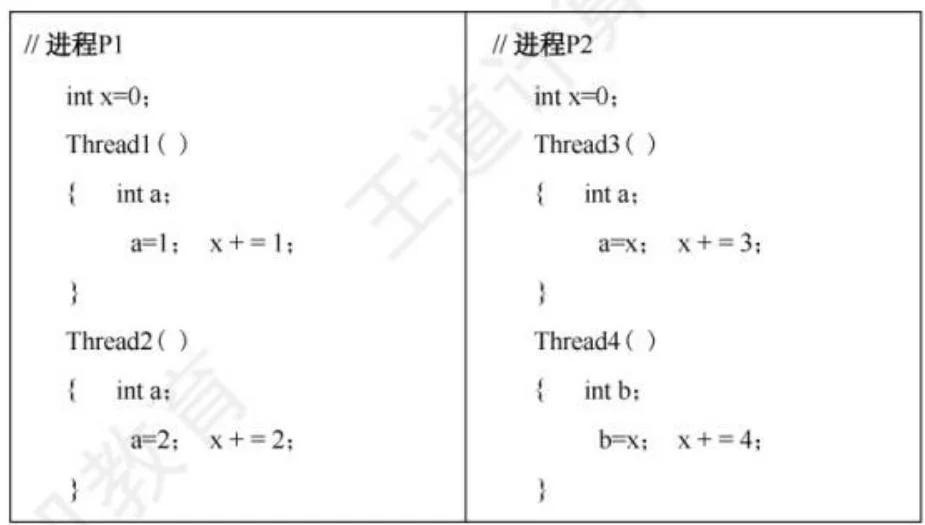 // 进程P1
int x=0;
Thread1( )
{ int a;
a=1; x + = 1;
}
Thread2( )
{ int a;
a=2; x + = 2;
}
// 进程P2
int x=0;
Thread3( )
{ int a;
a=x; x + = 3;
}
Thread4( )
{ int b;
b=x; x + = 4;
}
王道计算
教育